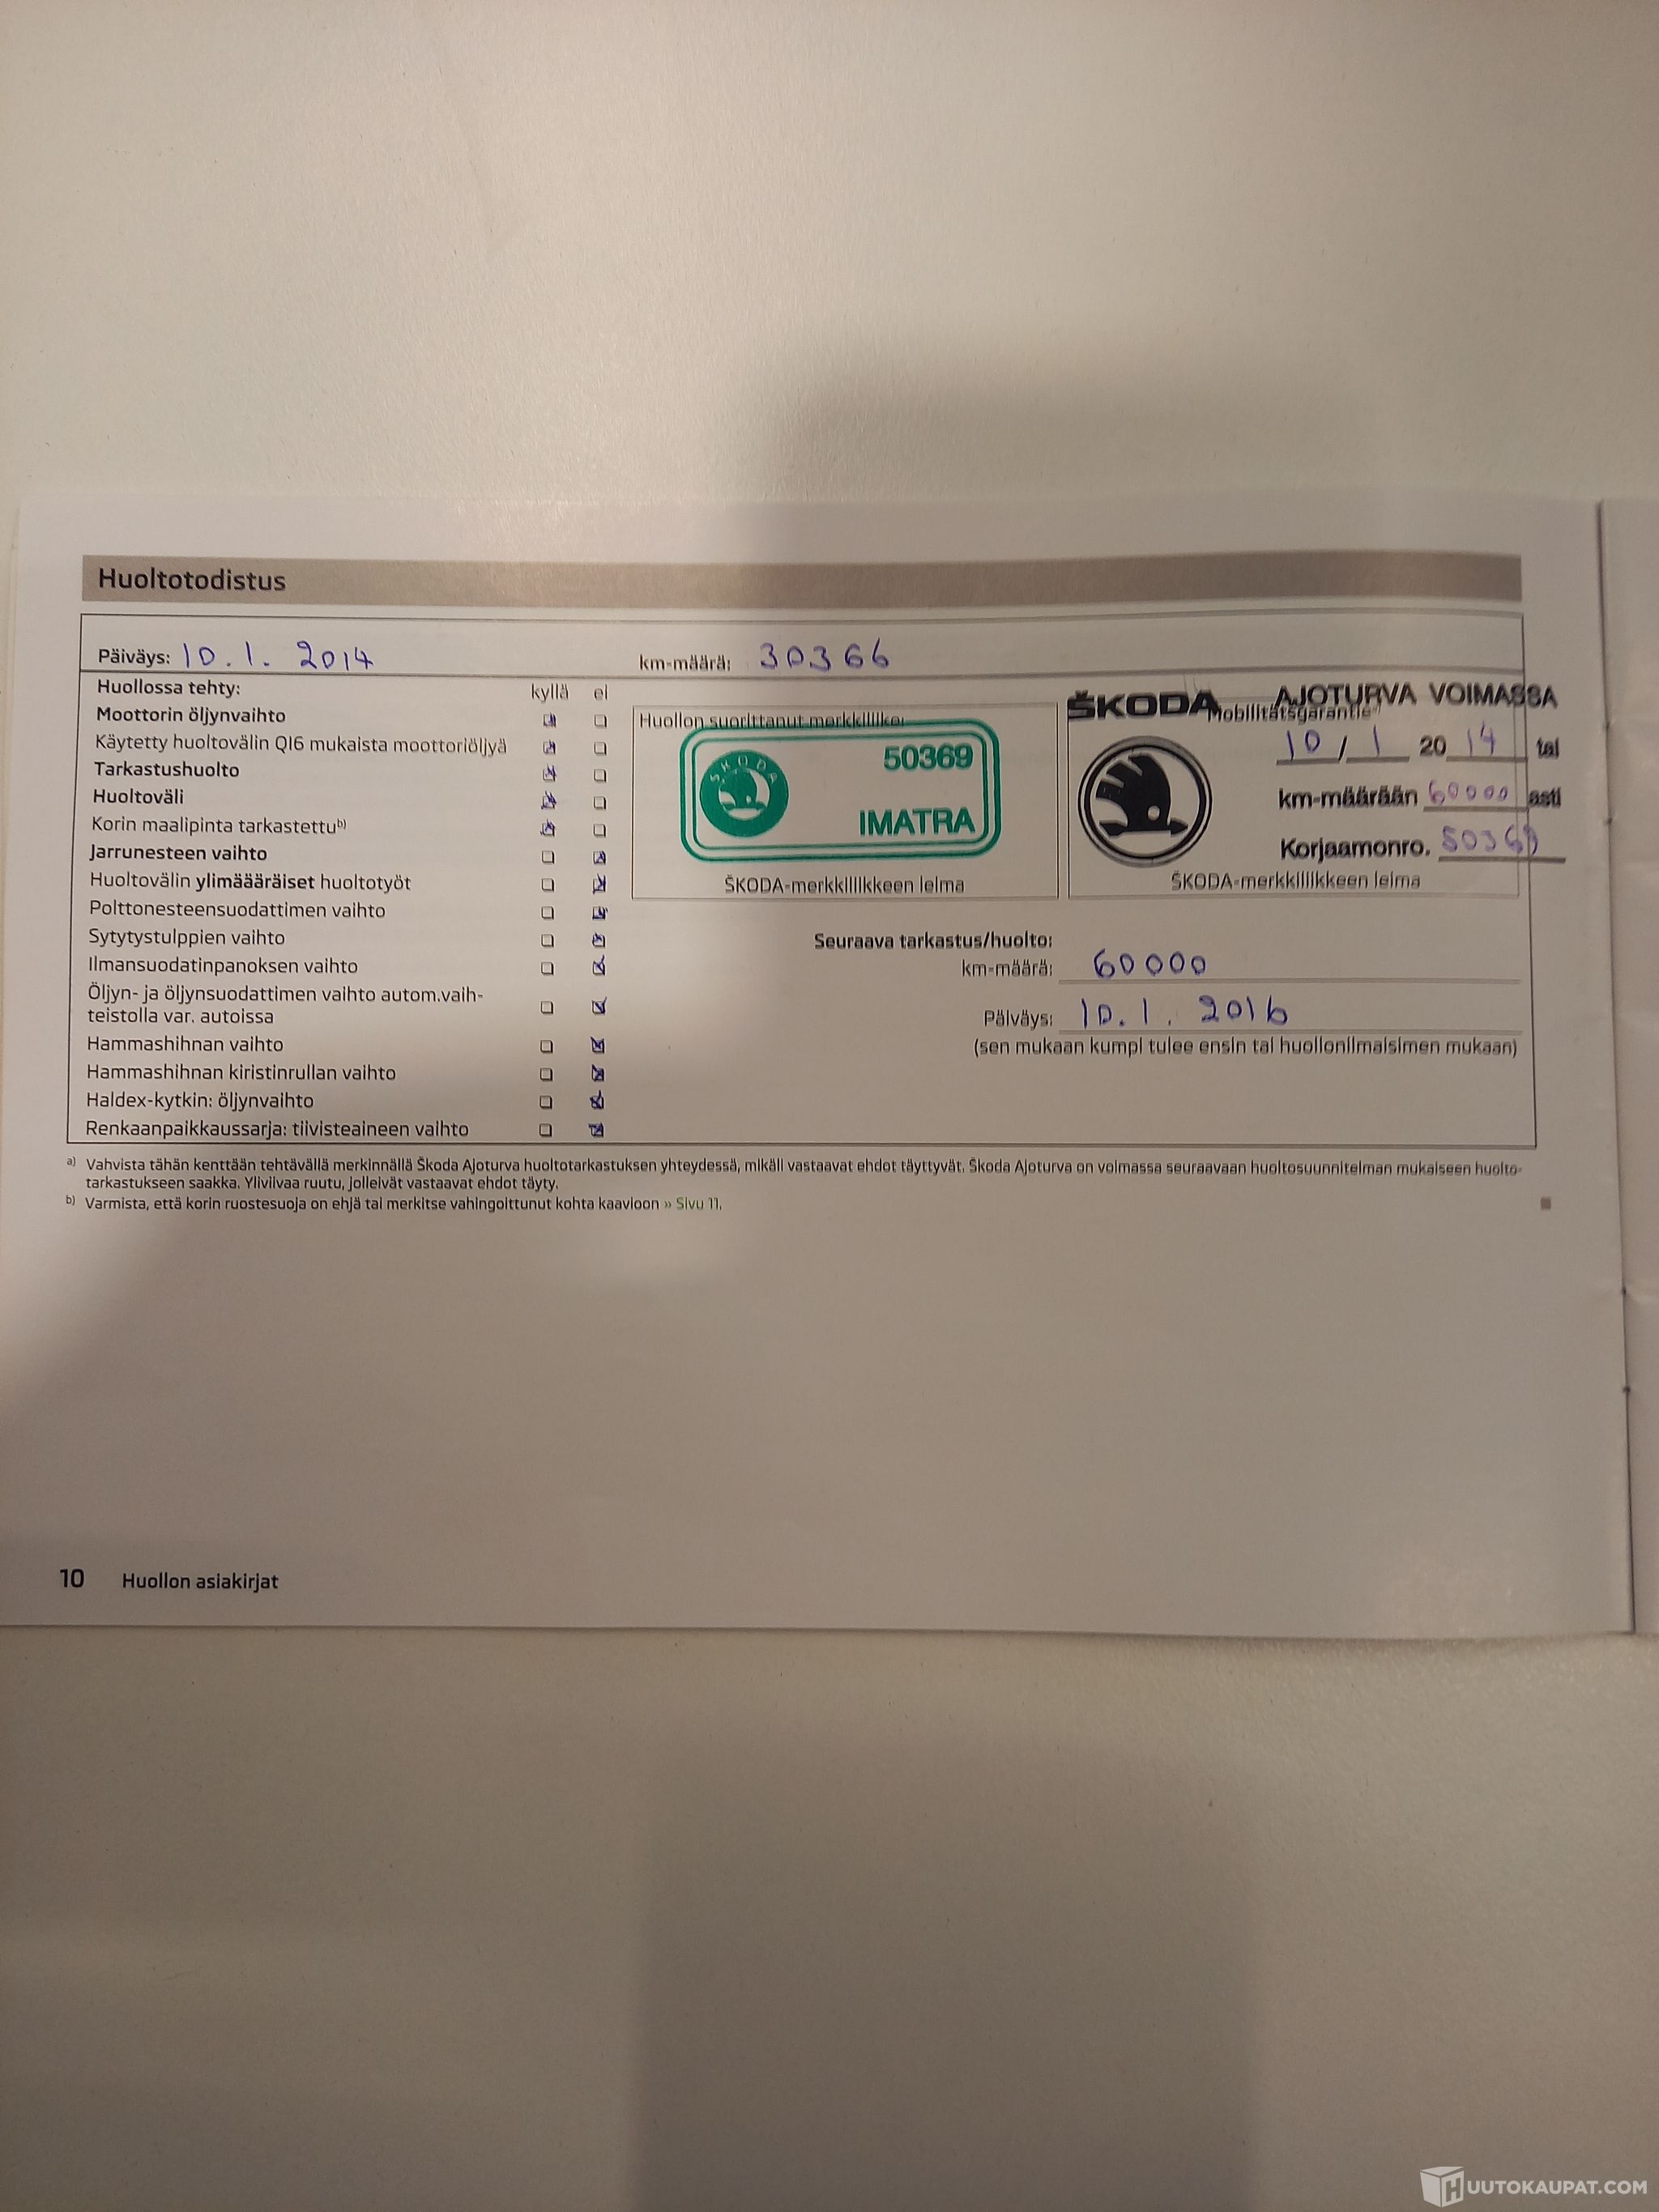 Huoltotodistus
Päiväys: 10.1. 2014 km-määrä: 30366
Huollossa tehty: kyllä ei
Moottorin öljynvaihto
Käytetty huoltovälin QI6 mukaista moottoriöljyä
Tarkastushuolto
Huoltoväli
Korin maalipinta tarkastettu b)
Jarrunesteen vaihto
Huoltovälin ylimääräiset huoltotyöt
Polttonesteensuodattimen vaihto
Sytytystulppien vaihto
Ilmansuodatinpanoksen vaihto
Öljyn- ja öljynsuodattimen vaihto autom.vaih-
teistolla var. autoissa
Hammashihnan vaihto
Hammashihnan kiristinrullan vaihto
Haldex-kytkin: öljynvaihto
Renkaanpaikkaussarja: tiivisteaineen vaihto
Huollon suorittanut merkkiliike:
SKODA
50369
IMATRA
ŠKODA-merkkiliikkeen leima
ŠKODA AJOTURVA VOIMASSA
Mobilitätsgarantie
10 / 1 20 14 tai
km-määrään 60000 asti
Korjaamonro. 50369
ŠKODA-merkkiliikkeen leima
Seuraava tarkastus/huolto:
km-määrä: 60000
Päiväys: 10.1. 2016
(sen mukaan kumpi tulee ensin tai huollonilmaisimen mukaan)
a) Vahvista tähän kenttään tehtävällä merkinnällä Škoda Ajoturva huoltotarkastuksen yhteydessä, mikäli vastaavat ehdot täyttyvät. Škoda Ajoturva on voimassa seuraavaan huoltosuunnitelman mukaiseen huolto-
tarkastukseen saakka. Yliviivaa ruutu, jolleivät vastaavat ehdot täyty.
b) Varmista, että korin ruostesuoja on ehjä tai merkitse vahingoittunut kohta kaavioon » Sivu 11.
10 Huollon asiakirjat
HUUTOKAUPAT.COM